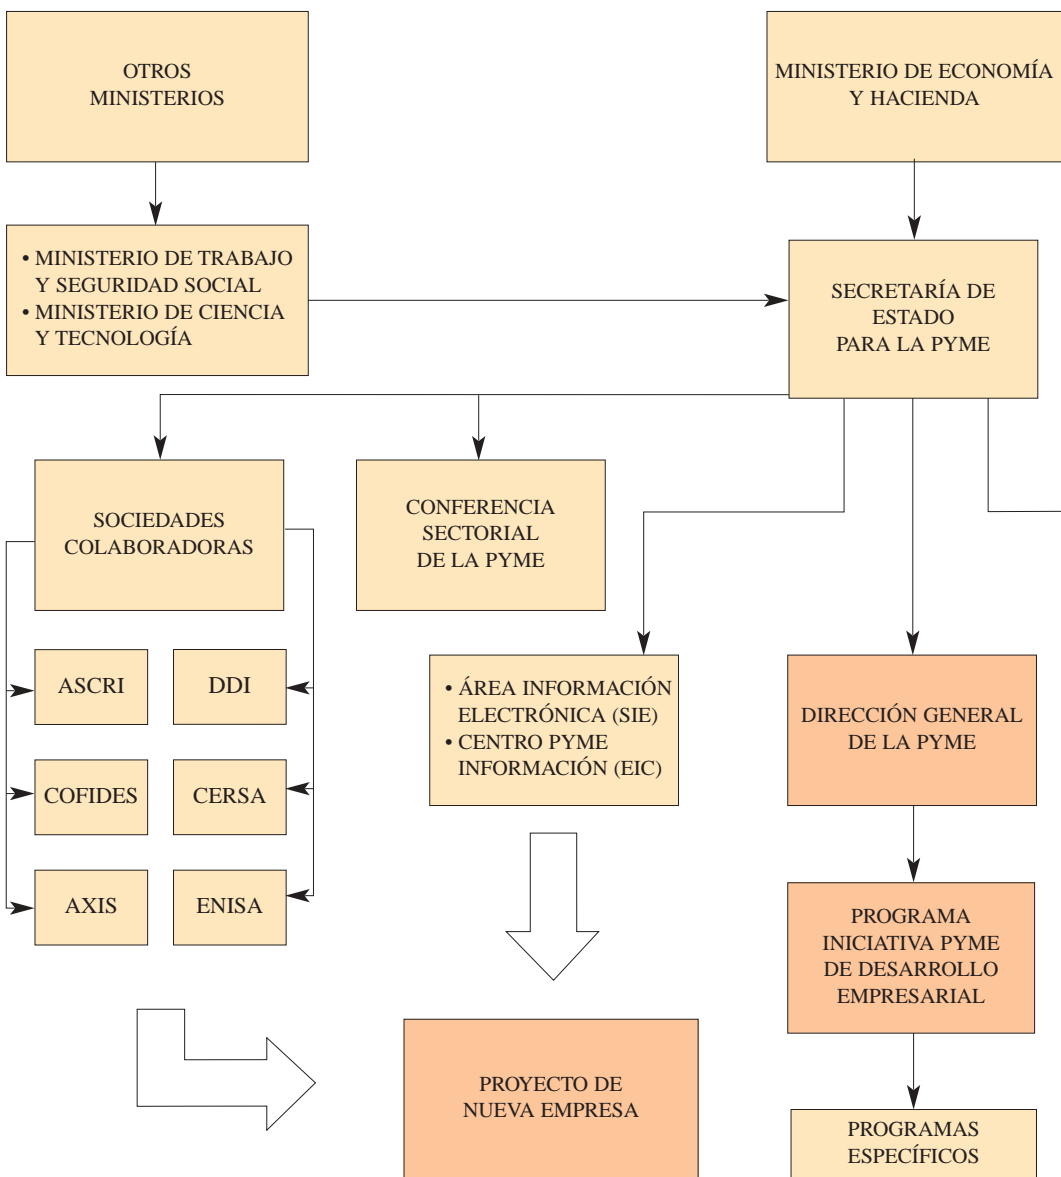 OTROS
MINISTERIOS
MINISTERIO DE ECONOMÍA
Y HACIENDA
• MINISTERIO DE TRABAJO
Y SEGURIDAD SOCIAL
• MINISTERIO DE CIENCIA
Y TECNOLOGÍA
SECRETARÍA DE
ESTADO
PARA LA PYME
SOCIEDADES
COLABORADORAS
CONFERENCIA
SECTORIAL
DE LA PYME
ASCRI
DDI
COFIDES
CERSA
AXIS
ENISA
• ÁREA INFORMACIÓN
ELECTRÓNICA (SIE)
• CENTRO PYME
INFORMACIÓN (EIC)
DIRECCIÓN GENERAL
DE LA PYME
PROGRAMA
INICIATIVA PYME
DE DESARROLLO
EMPRESARIAL
PROYECTO DE
NUEVA EMPRESA
PROGRAMAS
ESPECÍFICOS